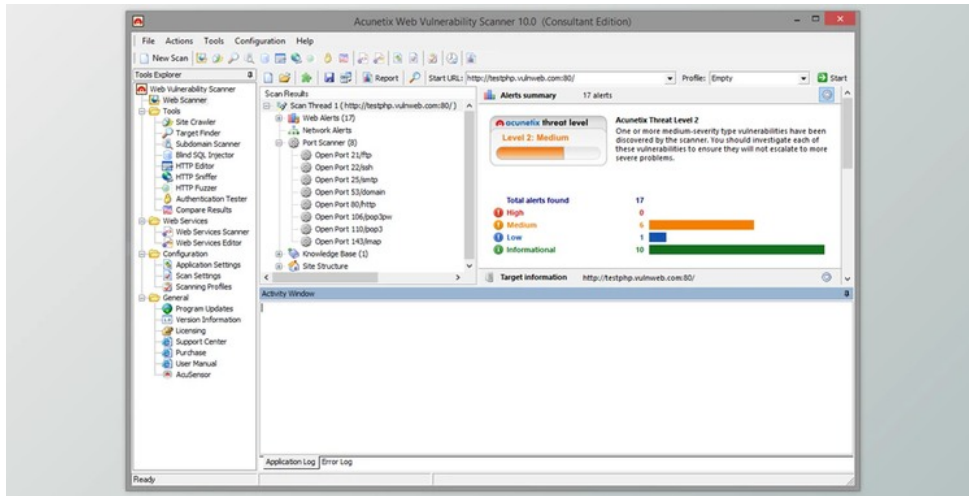 Acunetix Web Vulnerability Scanner 10.0 (Consultant Edition)
File Actions Tools Configuration Help
New Scan
Tools Explorer
Web Vulnerability Scanner
Web Scanner
Tools
Site Crawler
Target Finder
Subdomain Scanner
Blind SQL Injector
HTTP Editor
HTTP Sniffer
HTTP Fuzzer
Authentication Tester
Compare Results
Web Services
Web Services Scanner
Web Services Editor
Configuration
Application Settings
Scan Settings
Scanning Profiles
General
Program Updates
Version Information
Licensing
Support Center
Purchase
User Manual
AcuSensor
Report Start URL: http://testphp.vulnweb.com:80/ Profile: Empty Start
Scan Results
Scan Thread 1 ( http://testphp.vulnweb.com:80/ )
Web Alerts (17)
Network Alerts
Port Scanner (8)
Open Port 21/ftp
Open Port 22/ssh
Open Port 25/smtp
Open Port 53/domain
Open Port 80/http
Open Port 106/pop3pw
Open Port 110/pop3
Open Port 143/imap
Knowledge Base (1)
Site Structure
Alerts summary 17 alerts
acunetix threat level
Level 2: Medium
Acunetix Threat Level 2
One or more medium-severity type vulnerabilities have been
discovered by the scanner. You should investigate each of
these vulnerabilities to ensure they will not escalate to more
severe problems.
Total alerts found 17
High 0
Medium 6
Low 1
Informational 10
Target information http://testphp.vulnweb.com:80/
Activity Window
Application Log Error Log
Ready